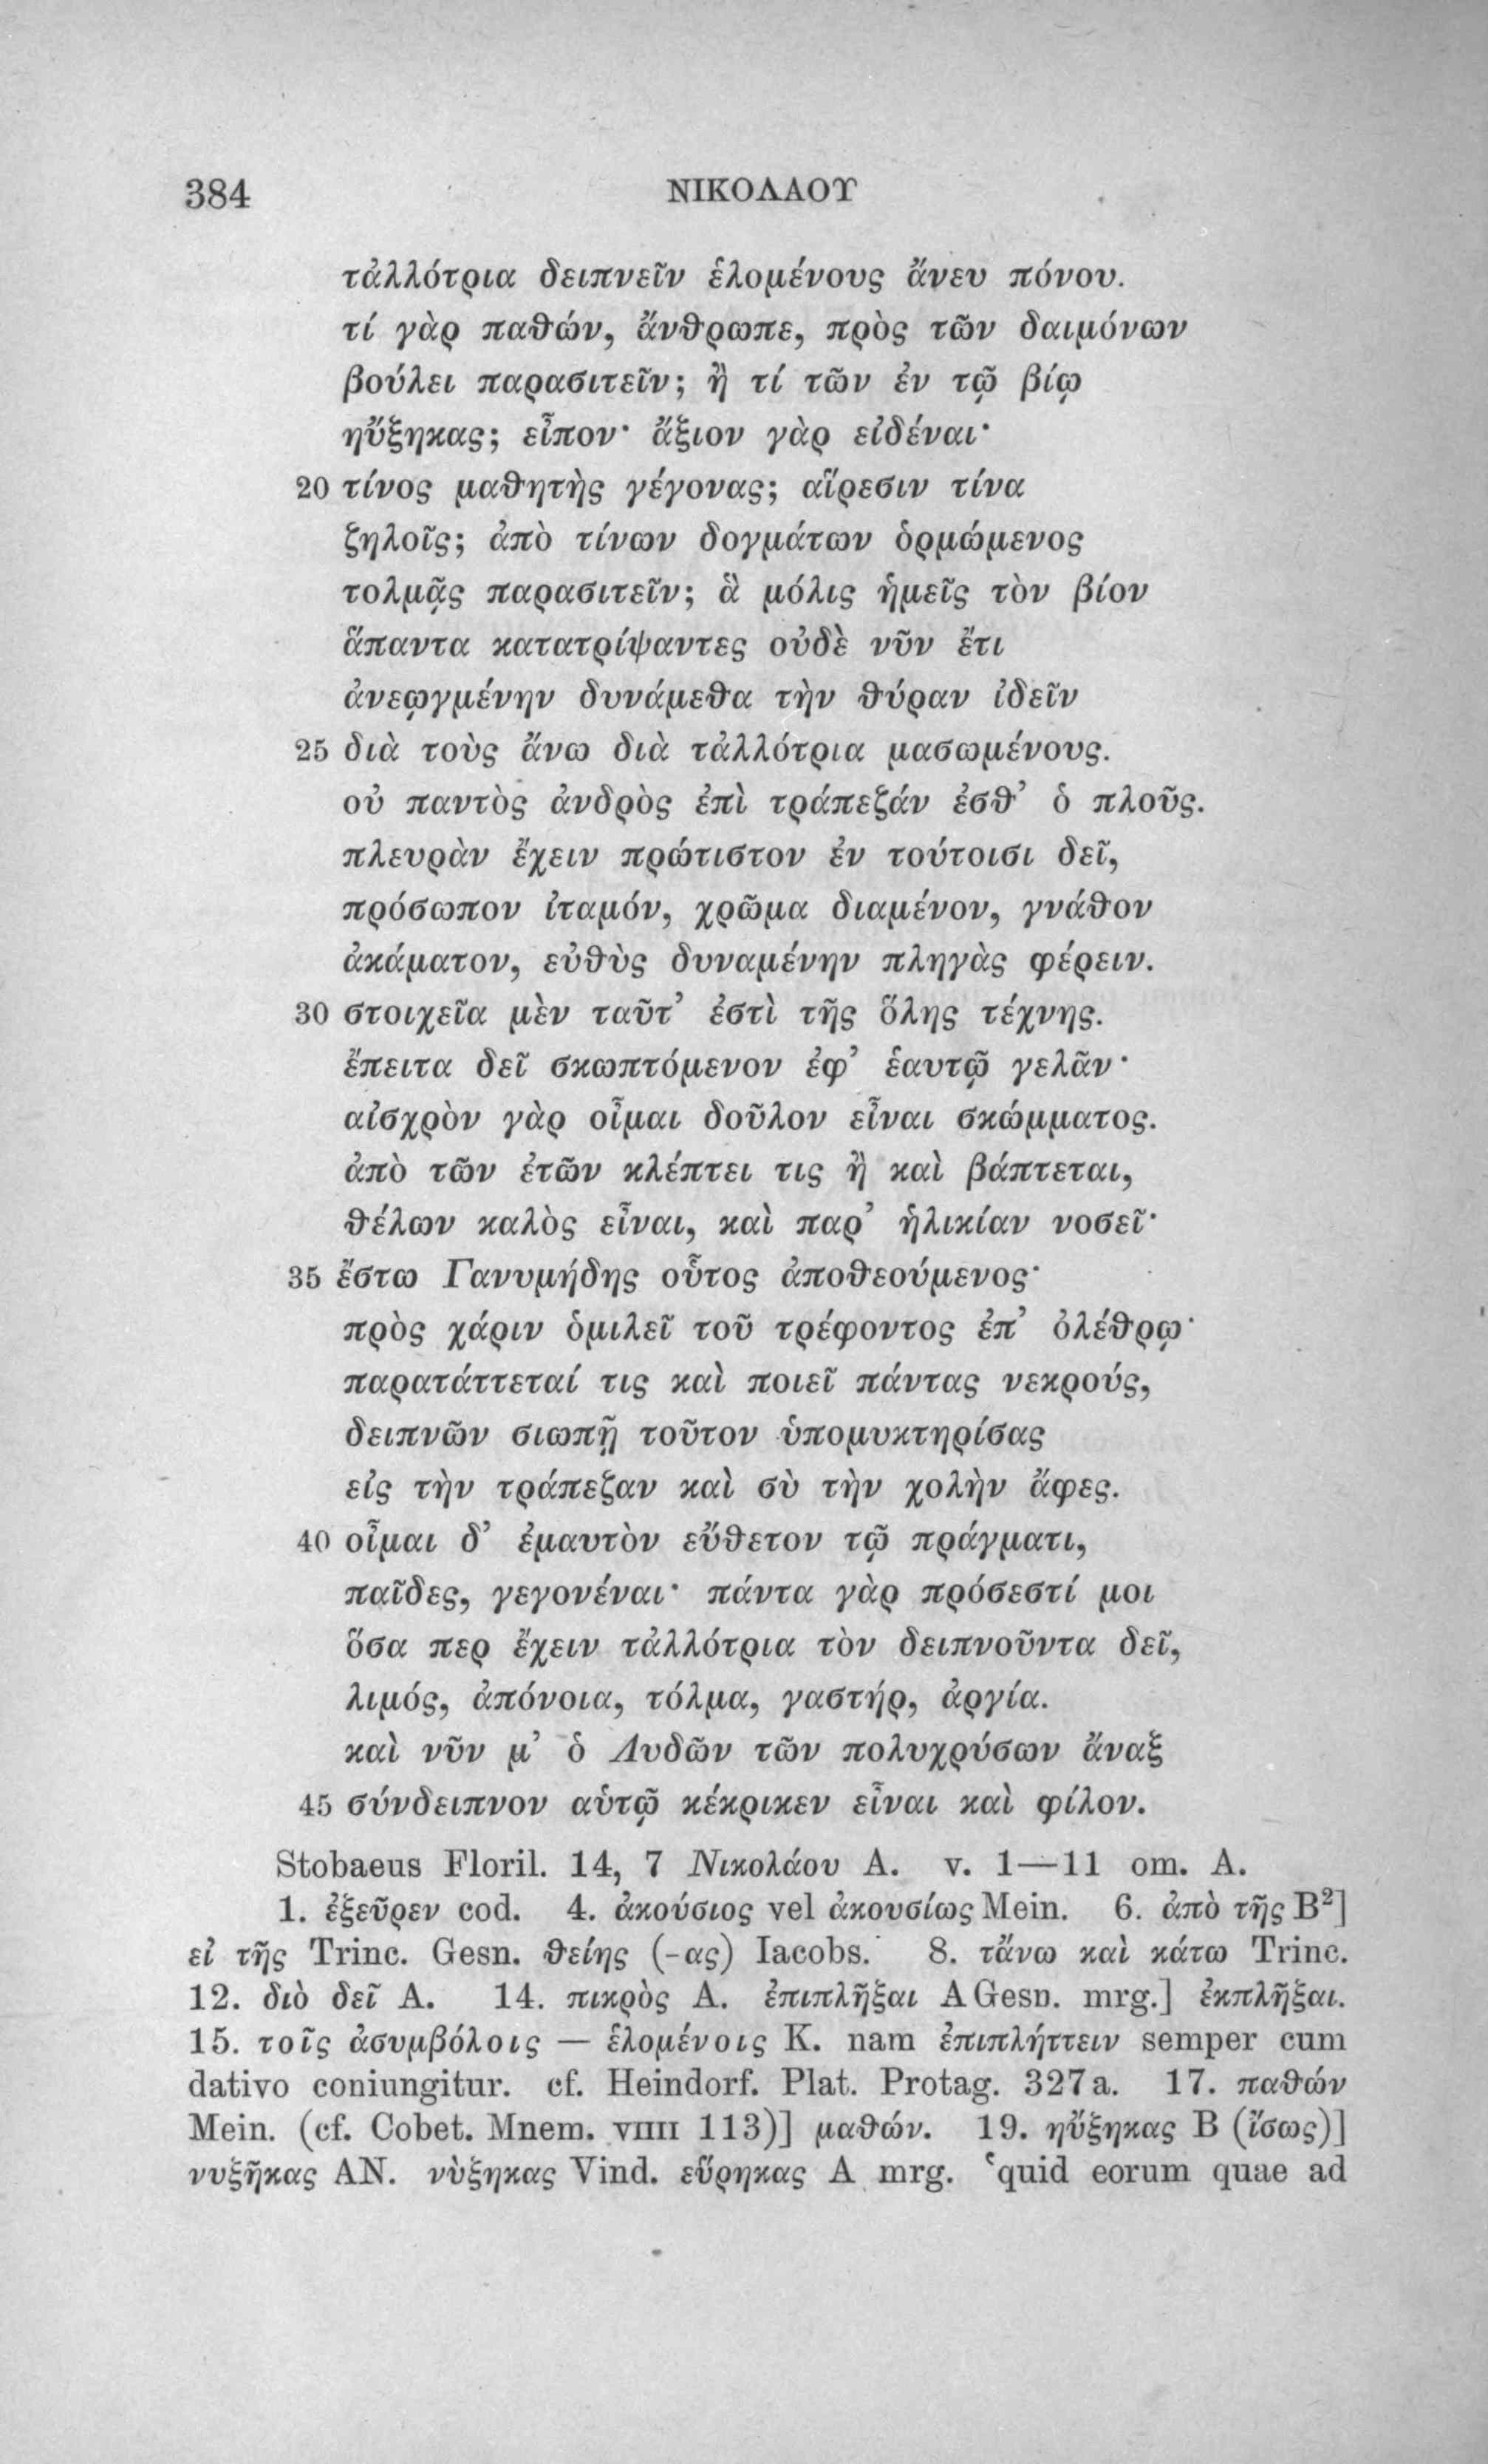 384
ΝΙΚΟΛΑΟΥ
τἀλλότρια δειπνεῖν ἑλομένους ἄνευ πόνου.
τί γὰρ παθών, ἄνθρωπε, πρὸς τῶν δαιμόνων
βούλει παρασιτεῖν; ἢ τί τῶν ἐν τῷ βίῳ
ηὔξηκας; εἶπον· ἄξιον γὰρ εἰδέναι·
20 τίνος μαθητὴς γέγονας; αἵρεσιν τίνα
ζηλοῖς; ἀπὸ τίνων δογμάτων ὁρμώμενος
τολμᾷς παρασιτεῖν; ἃ μόλις ἡμεῖς τὸν βίον
ἅπαντα κατατρίψαντες οὐδὲ νῦν ἔτι
ἀνεῳγμένην δυνάμεθα τὴν θύραν ἰδεῖν
25 διὰ τοὺς ἄνω διὰ τἀλλότρια μασωμένους.
οὐ παντὸς ἀνδρὸς ἐπὶ τράπεζάν ἐσθ’ ὁ πλοῦς.
πλευρὰν ἔχειν πρώτιστον ἐν τούτοισι δεῖ,
πρόσωπον ἰταμόν, χρῶμα διαμένον, γνάθον
ἀκάματον, εὐθὺς δυναμένην πληγὰς φέρειν.
30 στοιχεῖα μὲν ταῦτ’ ἐστὶ τῆς ὅλης τέχνης.
ἔπειτα δεῖ σκωπτόμενον ἐφ’ ἑαυτῷ γελᾶν·
αἰσχρὸν γὰρ οἶμαι δοῦλον εἶναι σκώμματος.
ἀπὸ τῶν ἐτῶν κλέπτει τις ἢ καὶ βάπτεται,
θέλων καλὸς εἶναι, καὶ παρ’ ἡλικίαν νοσεῖ·
35 ἔστω Γανυμήδης οὗτος ἀποθεούμενος·
πρὸς χάριν ὁμιλεῖ τοῦ τρέφοντος ἐπ’ ὀλέθρῳ·
παρατάττεταί τις καὶ ποιεῖ πάντας νεκρούς,
δειπνῶν σιωπῇ τοῦτον ὑπομυκτηρίσας
εἰς τὴν τράπεζαν καὶ σὺ τὴν χολὴν ἄφες.
40 οἶμαι δ’ ἐμαυτὸν εὔθετον τῷ πράγματι,
παῖδες, γεγονέναι· πάντα γὰρ πρόσεστί μοι
ὅσα περ ἔχειν τἀλλότρια τὸν δειπνοῦντα δεῖ,
λιμός, ἀπόνοια, τόλμα, γαστήρ, ἀργία.
καὶ νῦν μ’ ὁ Λυδῶν τῶν πολυχρύσων ἄναξ
45 σύνδειπνον αὑτῷ κέκρικεν εἶναι καὶ φίλον.
Stobaeus Floril. 14, 7 Νικολάου A. v. 1—11 om. A.
1. ἐξεῦρεν cod. 4. ἀκούσιος vel ἀκουσίως Mein. 6. ἀπὸ τῆς B²]
εἰ τῆς Trinc. Gesn. θείης (-ας) Iacobs. 8. τἄνω καὶ κάτω Trinc.
12. διὸ δεῖ A. 14. πικρὸς A. ἐπιπλῆξαι A Gesn. mrg.] ἐκπλῆξαι.
15. τοῖς ἀσυμβόλοις — ἑλομένοις K. nam ἐπιπλήττειν semper cum
dativo coniungitur. cf. Heindorf. Plat. Protag. 327a. 17. παθών
Mein. (cf. Cobet. Mnem. VIIII 113)] μαθών. 19. ηὔξηκας B (ἴσως)]
νυξῆκας AN. νὺξηκας Vind. εὕρηκας A mrg. ‘quid eorum quae ad